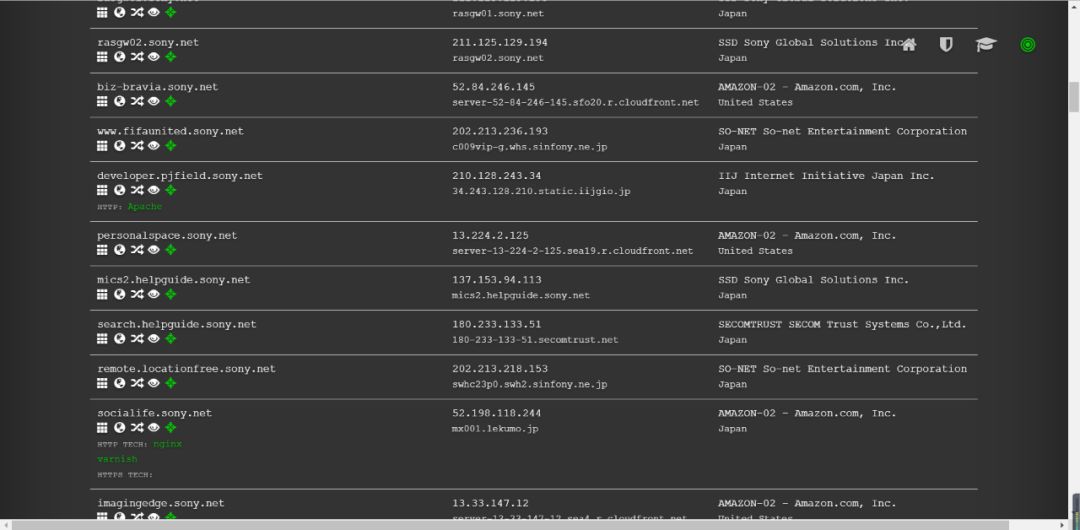 rasgw01.sony.net
Japan
rasgw02.sony.net 211.125.129.194 SSD Sony Global Solutions Inc
rasgw02.sony.net Japan
biz-bravia.sony.net 52.84.246.145 AMAZON-02 - Amazon.com, Inc.
server-52-84-246-145.sfo20.r.cloudfront.net United States
www.fifaunited.sony.net 202.213.236.193 SO-NET So-net Entertainment Corporation
c009vip-g.whs.sinfony.ne.jp Japan
developer.pjfield.sony.net 210.128.243.34 IIJ Internet Initiative Japan Inc.
34.243.128.210.static.iijgio.jp Japan
HTTP: Apache
personalspace.sony.net 13.224.2.125 AMAZON-02 - Amazon.com, Inc.
server-13-224-2-125.sea19.r.cloudfront.net United States
mics2.helpguide.sony.net 137.153.94.113 SSD Sony Global Solutions Inc.
mics2.helpguide.sony.net Japan
search.helpguide.sony.net 180.233.133.51 SECOMTRUST SECOM Trust Systems Co.,Ltd.
180-233-133-51.secomtrust.net Japan
remote.locationfree.sony.net 202.213.218.153 SO-NET So-net Entertainment Corporation
swhc23p0.swh2.sinfony.ne.jp Japan
socialife.sony.net 52.198.118.244 AMAZON-02 - Amazon.com, Inc.
mx001.lekumo.jp Japan
HTTP TECH: nginx
varnish
HTTPS TECH:
imagingedge.sony.net 13.33.147.12 AMAZON-02 - Amazon.com, Inc.
server-13-33-147-12.sea4.r.cloudfront.net United States